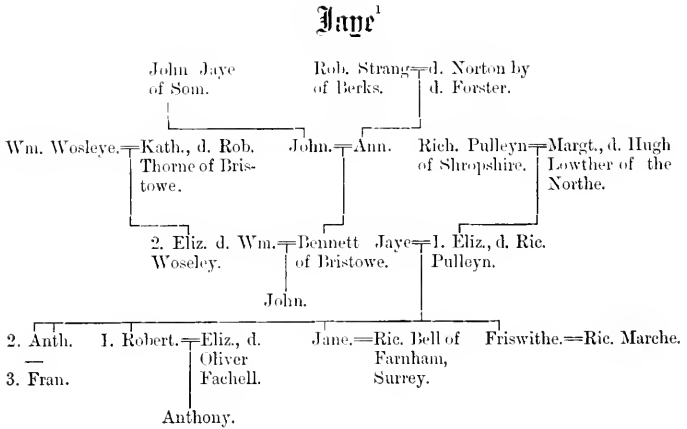 Jaye¹
John Jaye Rob. Strang=d. Norton by
of Som. of Berks. d. Forster.
Wm. Wosleye.=Kath., d. Rob. John.=Ann. Rich. Pulleyn=Margt., d. Hugh
Thorne of Bris- of Shropshire. Lowther of the
towe. Northe.
2. Eliz. d. Wm.=Bennett Jaye=1. Eliz., d. Ric.
Woseley. of Bristowe. Pulleyn.
John.
2. Anth. 1. Robert.=Eliz., d. Jane.=Ric. Bell of Friswithe.=Ric. Marche.
— Oliver Farnham,
3. Fran. Fachell. Surrey.
Anthony.